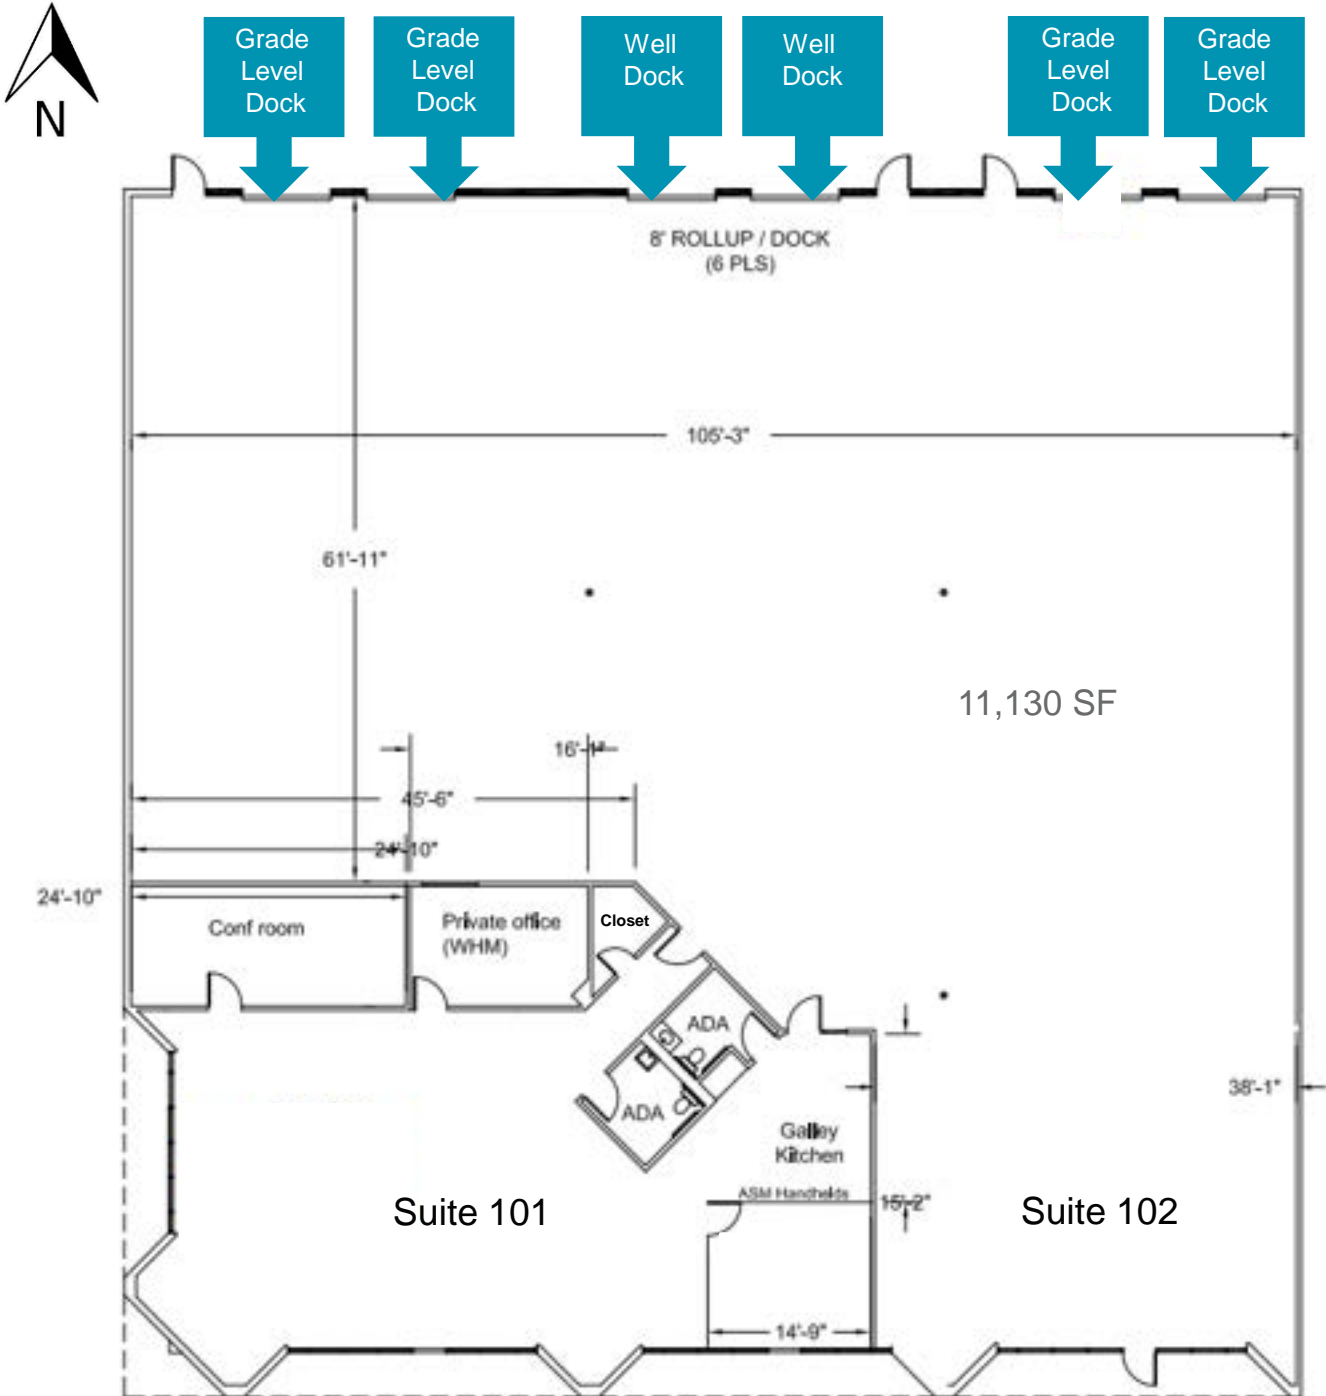 Grade
Level
Dock
Grade
Level
Dock
Well
Dock
Well
Dock
Grade
Level
Dock
Grade
Level
Dock
N
8' ROLLUP / DOCK
(6 PLS)
105'-3"
61'-11"
11,130 SF
16'-1"
45'-6"
24'-10"
24'-10"
Conf room
Private office
(WHM)
Closet
ADA
ADA
38'-1"
Galley
Kitchen
ASM Handhelds
15'-2"
Suite 101
Suite 102
14'-9"